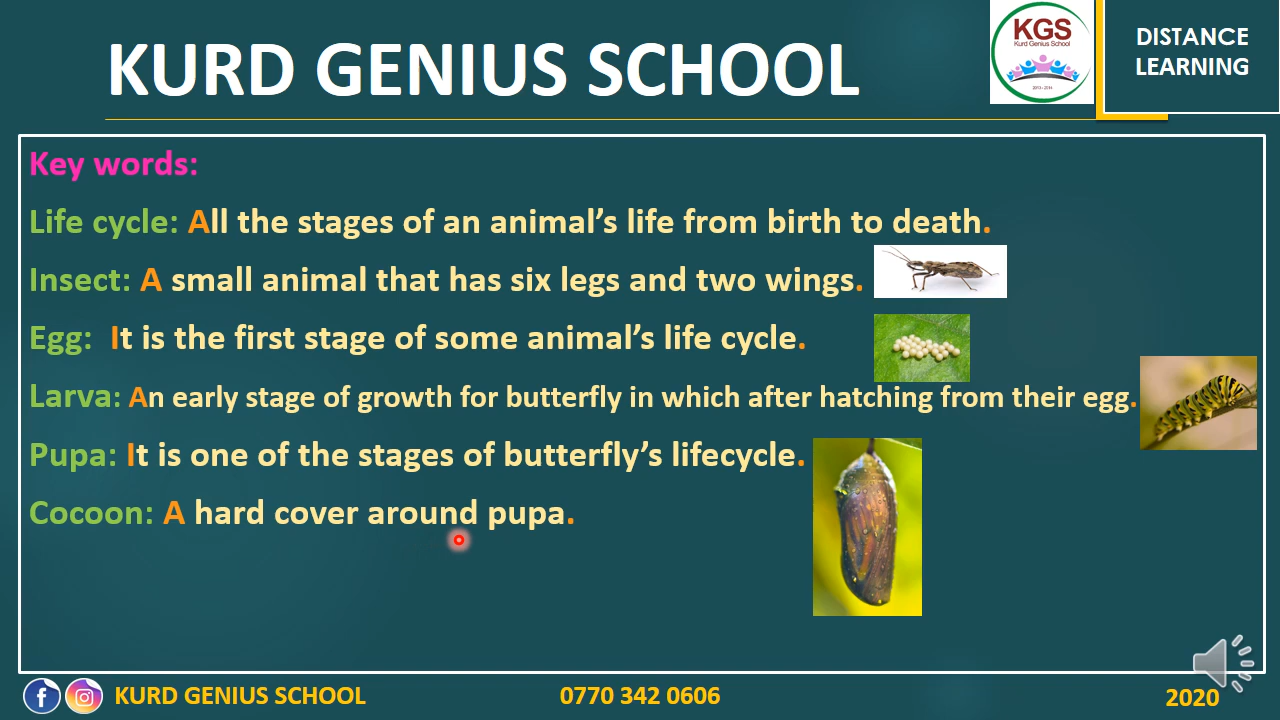 KURD GENIUS SCHOOL
KGS
Kurd Genius School
DISTANCE
LEARNING
Key words:
Life cycle: All the stages of an animal’s life from birth to death.
Insect: A small animal that has six legs and two wings.
Egg:  It is the first stage of some animal’s life cycle.
Larva: An early stage of growth for butterfly in which after hatching from their egg.
Pupa: It is one of the stages of butterfly’s lifecycle.
Cocoon: A hard cover around pupa.
KURD GENIUS SCHOOL
0770 342 0606
2020